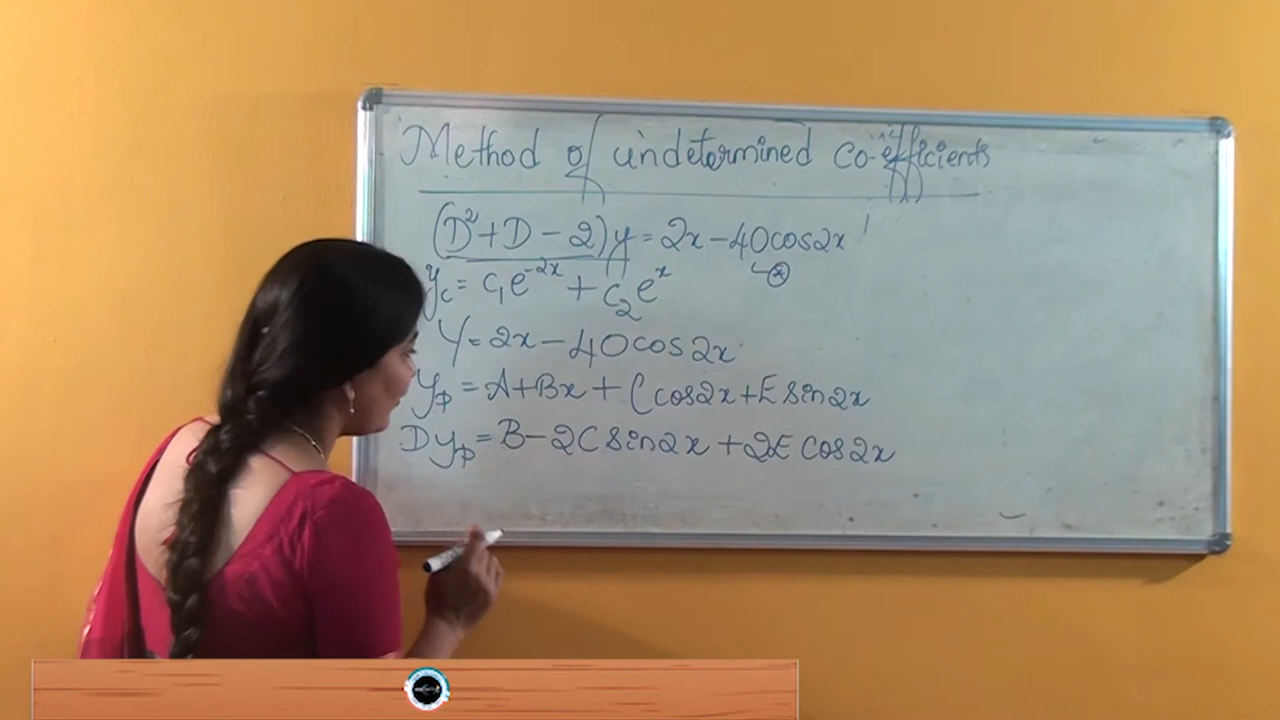 Method of undetermined co-efficients
(D²+D-2)y = 2x-40cos2x
y_c = c₁e^-2x + c₂e^x
Y = 2x-40cos2x
y_p = A+Bx+Ccos2x+Esin2x
Dy_p = B-2Csin2x+2Ecos2x